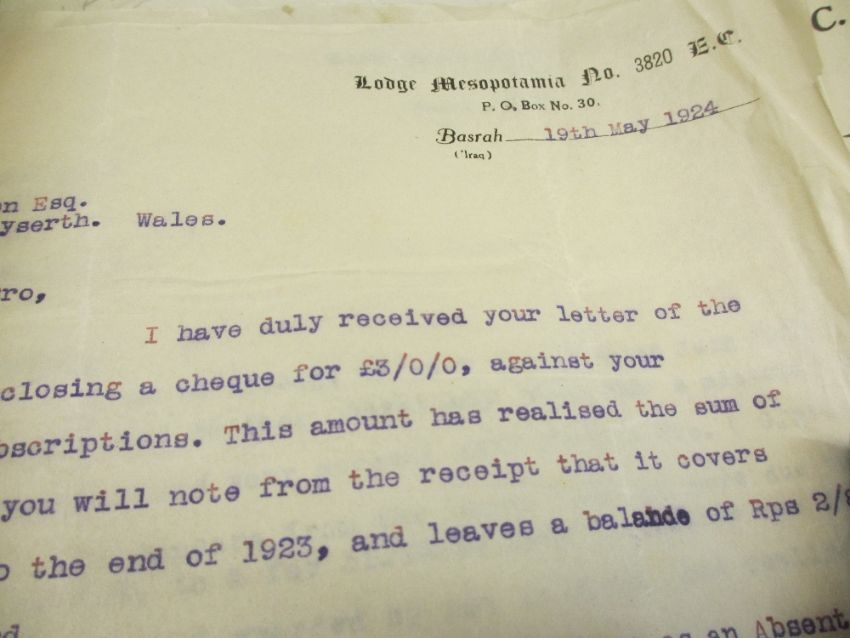 C.
Lodge Mesopotamia No. 3820 E.C.
P. O. Box No. 30.
Basrah 19th May 1924
('Iraq)
n Esq.
yserth. Wales.
ro,
I have duly received your letter of the
closing a cheque for £3/0/0, against your
bscriptions. This amount has realised the sum of
you will note from the receipt that it covers
o the end of 1923, and leaves a balande of Rps 2/8
an Absent